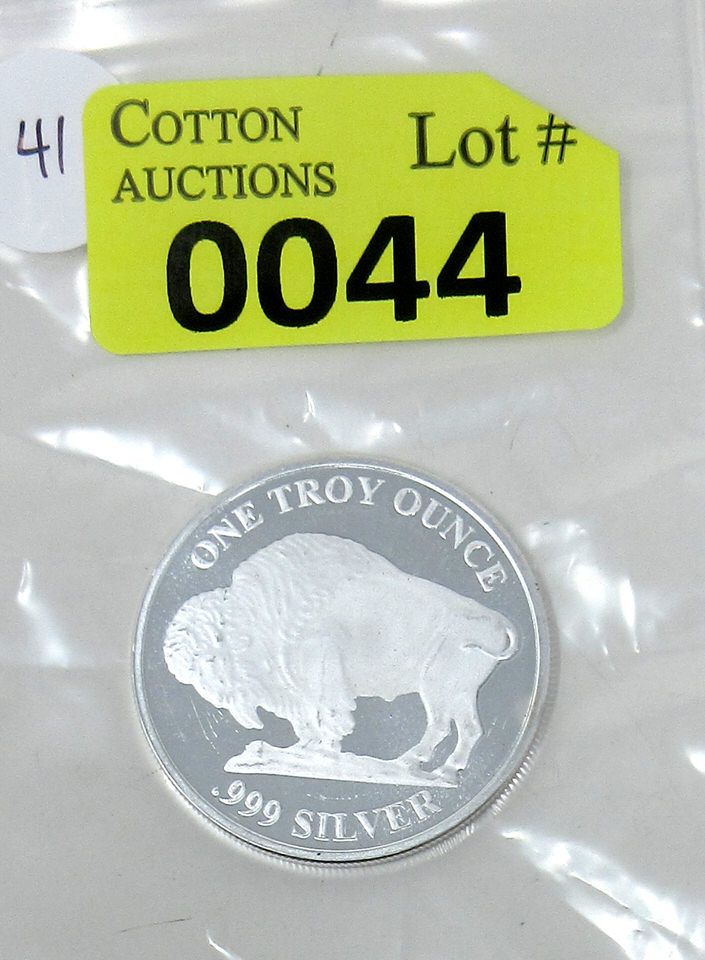 41
COTTON
AUCTIONS
Lot #
0044
ONE TROY OUNCE
.999 SILVER